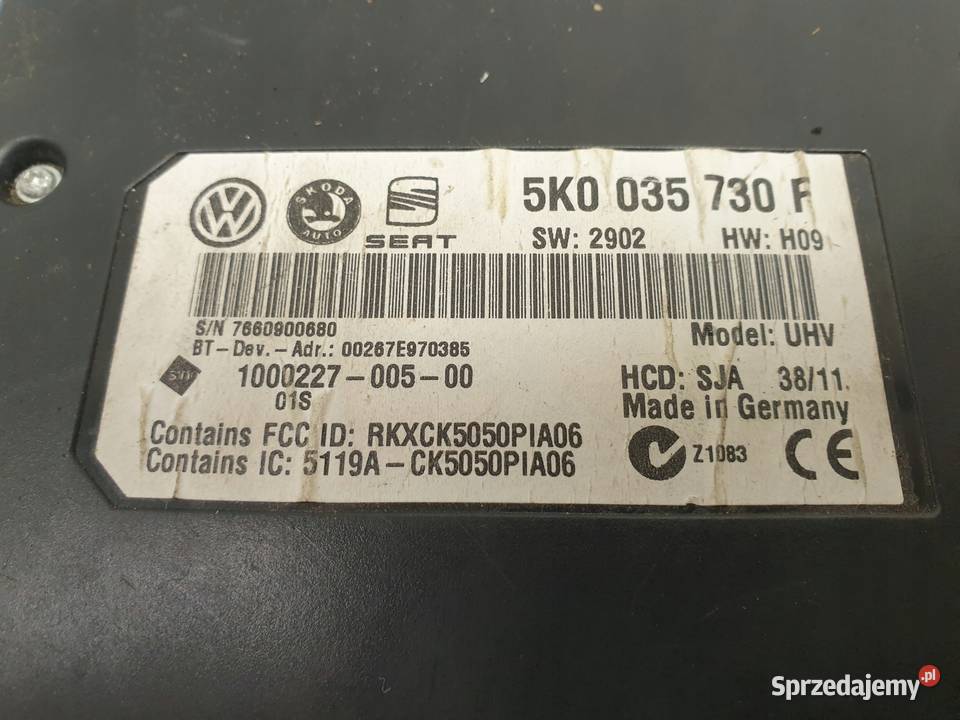 SKODA
AUTO
SEAT
5K0 035 730 F
SW: 2902 HW: H09
S/N 7660900680
BT-Dev.-Adr.: 00267E970385
Model: UHV
1000227-005-00
01S
HCD: SJA 38/11
Made in Germany
Contains FCC ID: RKXCK5050PIA06
Contains IC: 5119A-CK5050PIA06
Z1083
CE
Sprzedajemy.pl